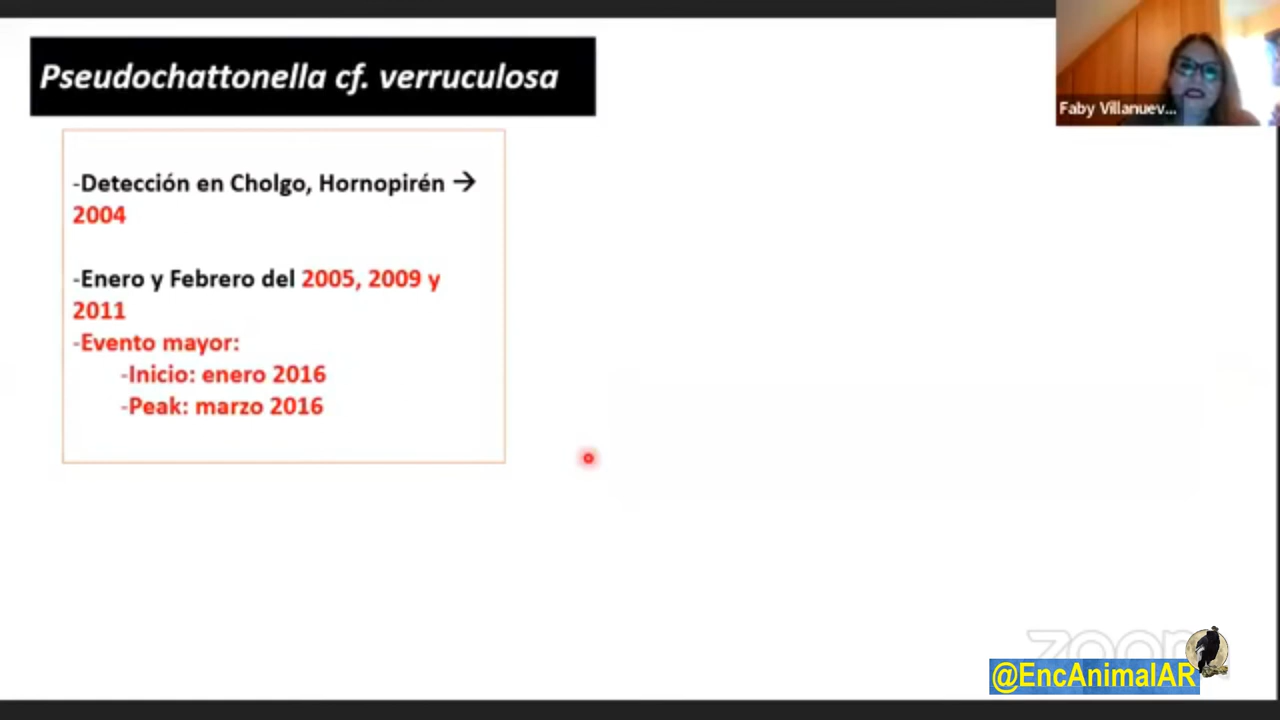 Pseudochattonella cf. verruculosa
Faby Villanuev...
-Detección en Cholgo, Hornopirén →
2004
-Enero y Febrero del 2005, 2009 y
2011
-Evento mayor:
-Inicio: enero 2016
-Peak: marzo 2016
zoom
@EncAnimalAR